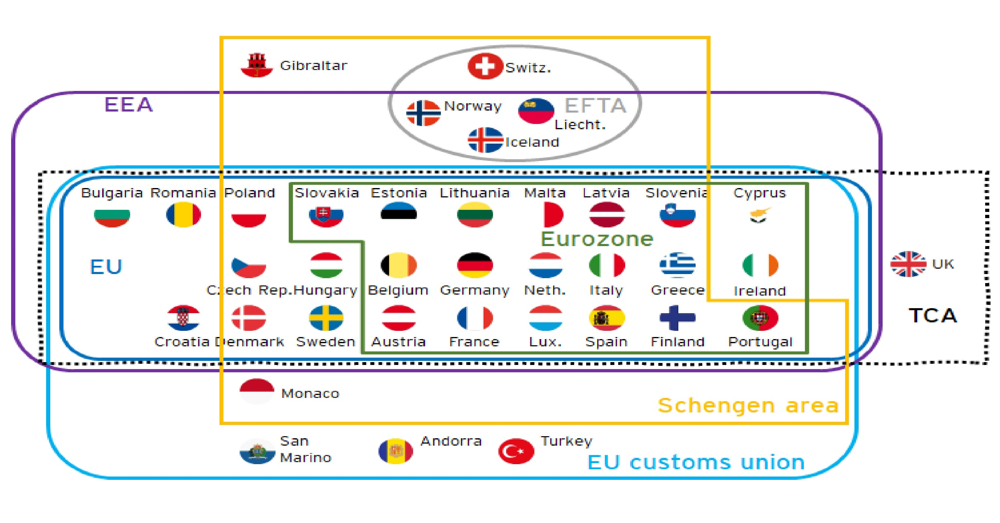 Gibraltar
Switz.
EEA
Norway
EFTA
Liecht.
Iceland
Bulgaria Romania Poland Slovakia Estonia Lithuania Malta Latvia Slovenia Cyprus
Eurozone
EU
UK
Czech Rep. Hungary Belgium Germany Neth. Italy Greece Ireland
TCA
Croatia Denmark Sweden Austria France Lux. Spain Finland Portugal
Monaco
Schengen area
San
Marino
Andorra
Turkey
EU customs union